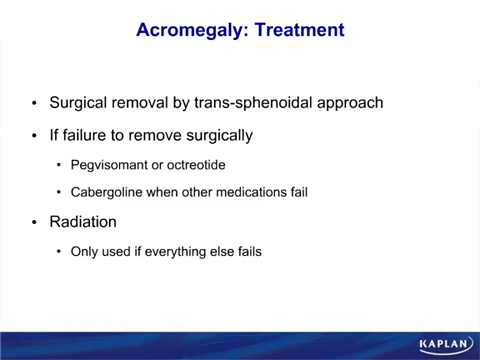 Acromegaly: Treatment
• Surgical removal by trans-sphenoidal approach
• If failure to remove surgically
• Pegvisomant or octreotide
• Cabergoline when other medications fail
• Radiation
• Only used if everything else fails
KAPLAN